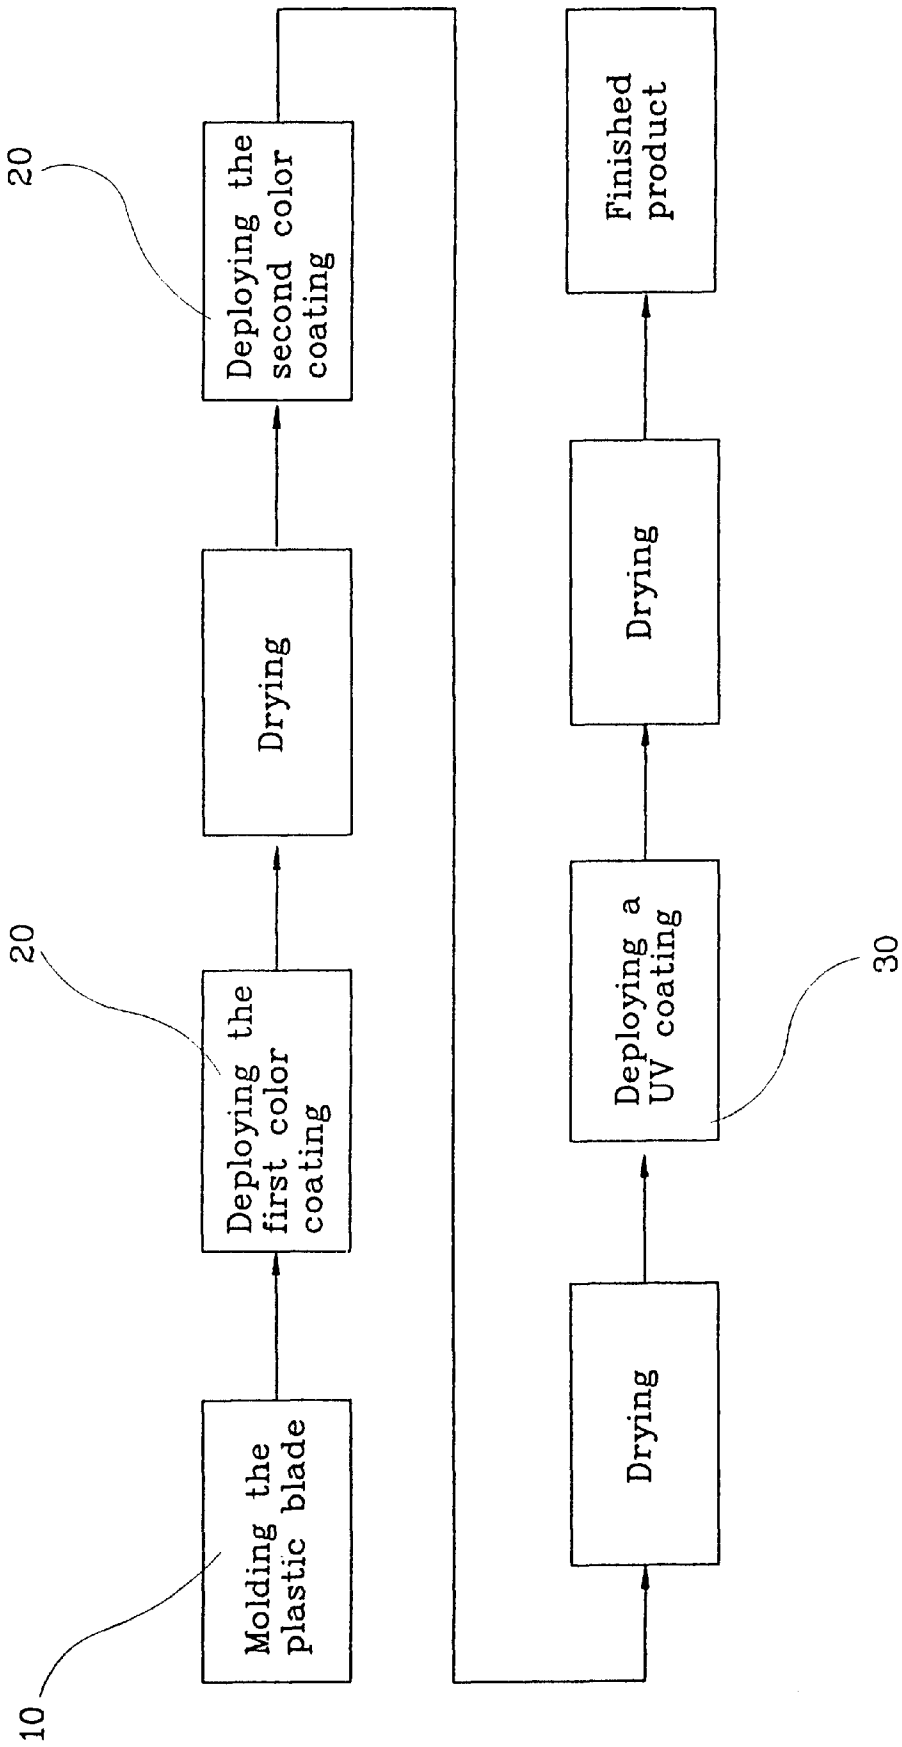 10
Molding the
plastic blade
20
Deploying the
first color
coating
Drying
20
Deploying the
second color
coating
Drying
Deploying a
UV coating
30
Drying
Finished
product